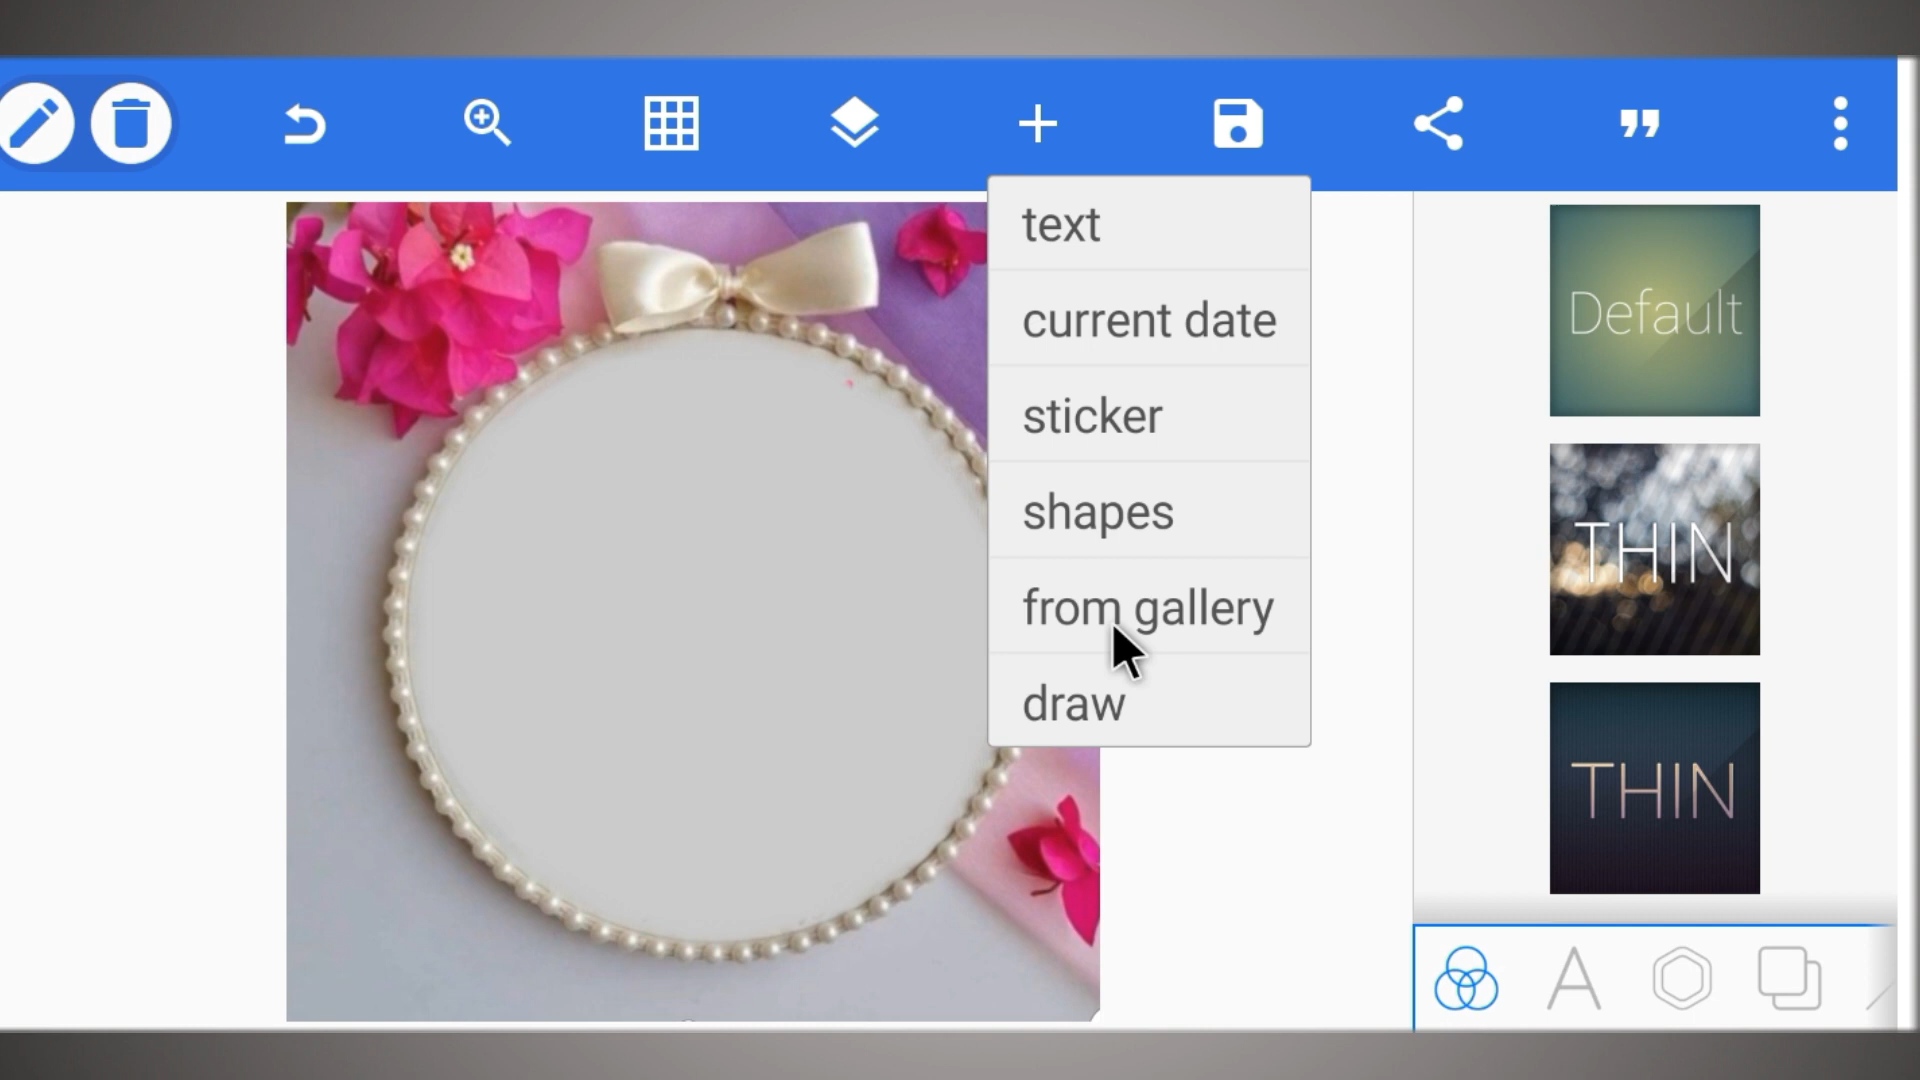 text
current date
sticker
shapes
from gallery
draw
Default
THIN
THIN